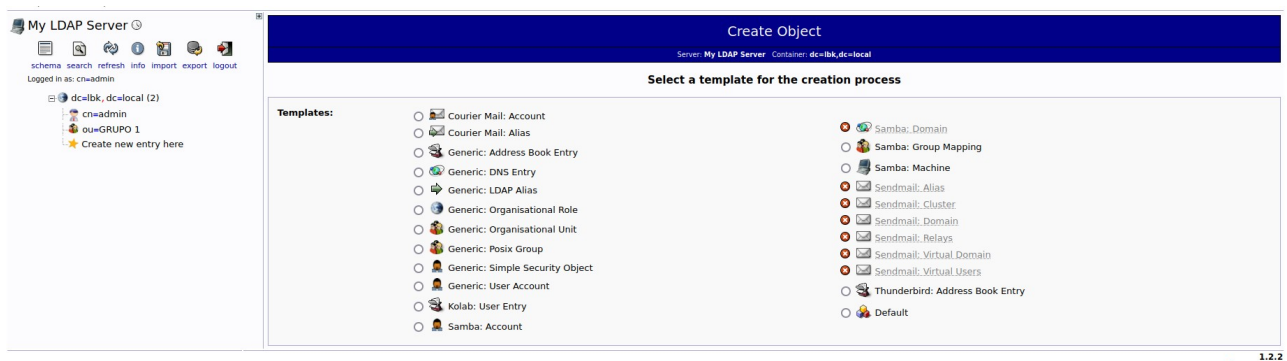 My LDAP Server
schema search refresh info import export logout
Logged in as: cn=admin
dc=lbk, dc=local (2)
cn=admin
ou=GRUPO 1
Create new entry here
Create Object
Server: My LDAP Server Container: dc=lbk,dc=local
Select a template for the creation process
Templates:
Courier Mail: Account
Courier Mail: Alias
Generic: Address Book Entry
Generic: DNS Entry
Generic: LDAP Alias
Generic: Organisational Role
Generic: Organisational Unit
Generic: Posix Group
Generic: Simple Security Object
Generic: User Account
Kolab: User Entry
Samba: Account
Samba: Domain
Samba: Group Mapping
Samba: Machine
Sendmail: Alias
Sendmail: Cluster
Sendmail: Domain
Sendmail: Relays
Sendmail: Virtual Domain
Sendmail: Virtual Users
Thunderbird: Address Book Entry
Default
1.2.2